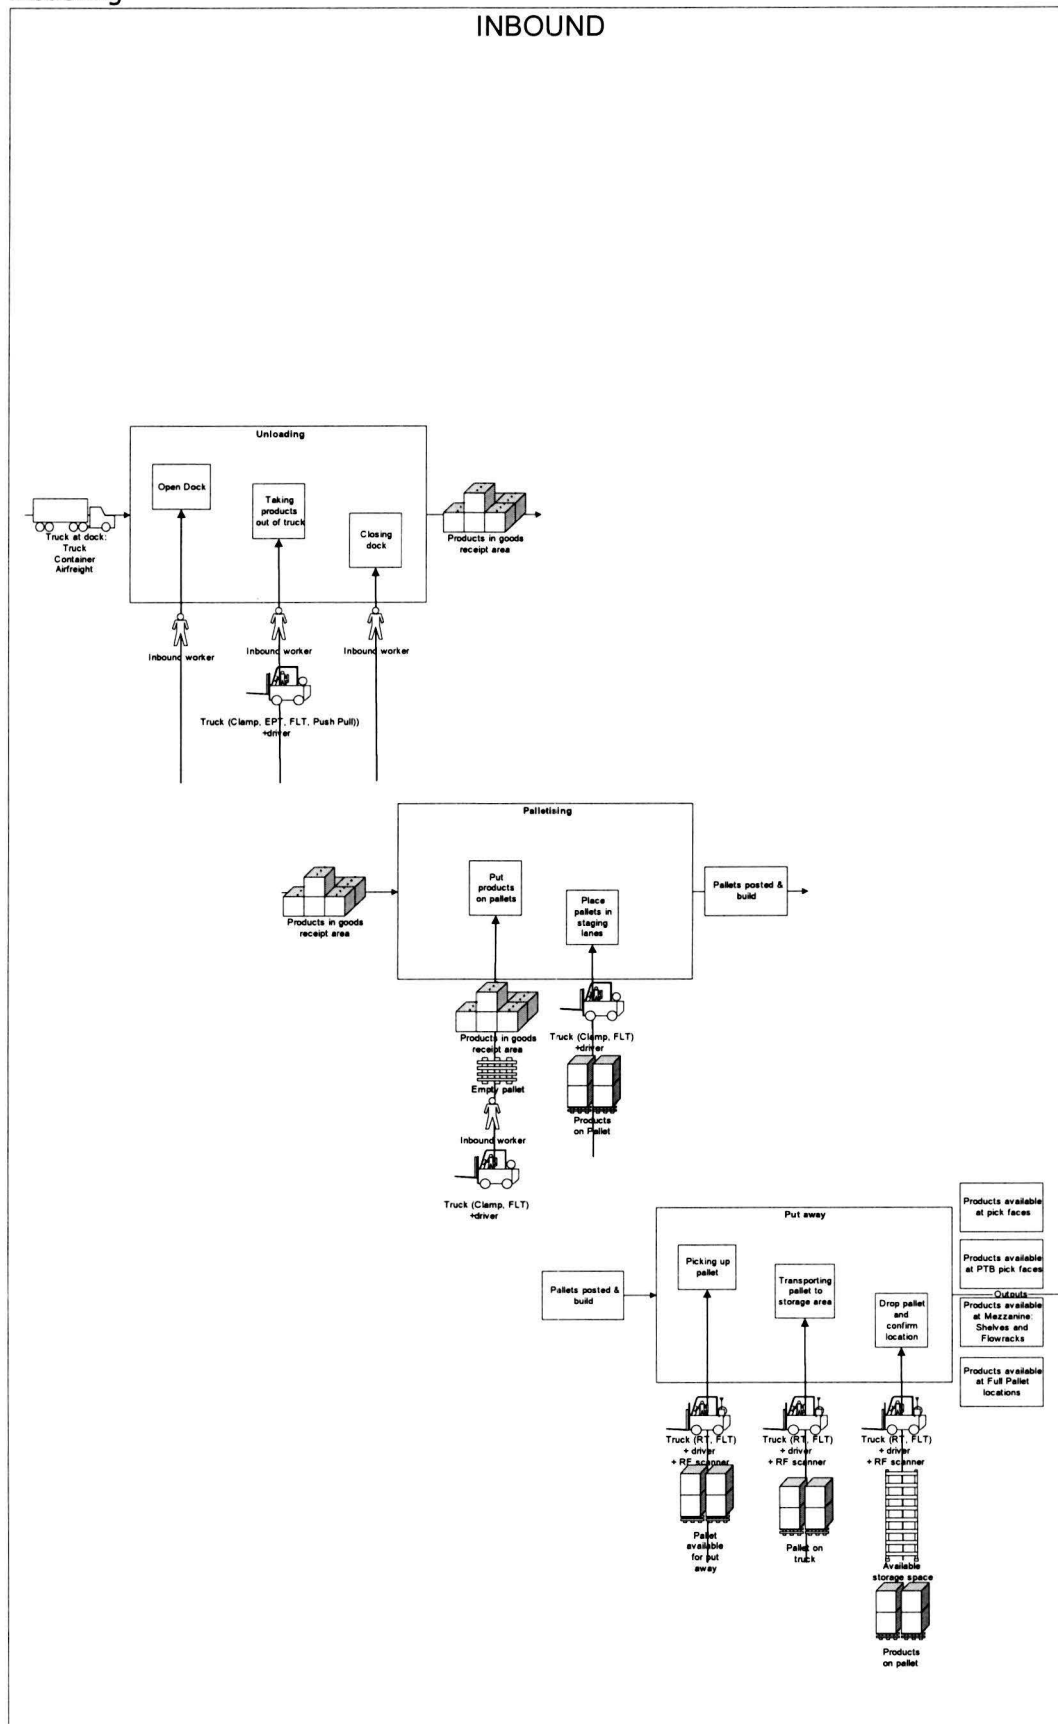 INBOUND
Unloading
Open Dock
Taking
products
out of truck
Closing
dock
Truck at dock:
Truck
Container
Airfreight
Products in goods
receipt area
Inbound worker
Inbound worker
Inbound worker
Truck (Clamp, EPT, FLT, Push Pull))
+driver
Palletising
Put
products
on pallets
Place
pallets in
staging
lanes
Products in goods
receipt area
Pallets posted &
build
Products in goods
receipt area
Empty pallet
Inbound worker
Truck (Clamp, FLT)
+driver
Truck (Clamp, FLT)
+driver
Products
on Pallet
Put away
Picking up
pallet
Transporting
pallet to
storage area
Drop pallet
and
confirm
location
Pallets posted &
build
Products available
at pick faces
Products available
at PTB pick faces
Outputs
Products available
at Mezzanine:
Shelves and
Flowracks
Products available
at Full Pallet
locations
Truck (RT, FLT)
+ driver
+ RF scanner
Pallet
available
for put
away
Truck (RT, FLT)
+ driver
+ RF scanner
Pallet on
truck
Truck (RT, FLT)
+ driver
+ RF scanner
Available
storage space
Products
on pallet